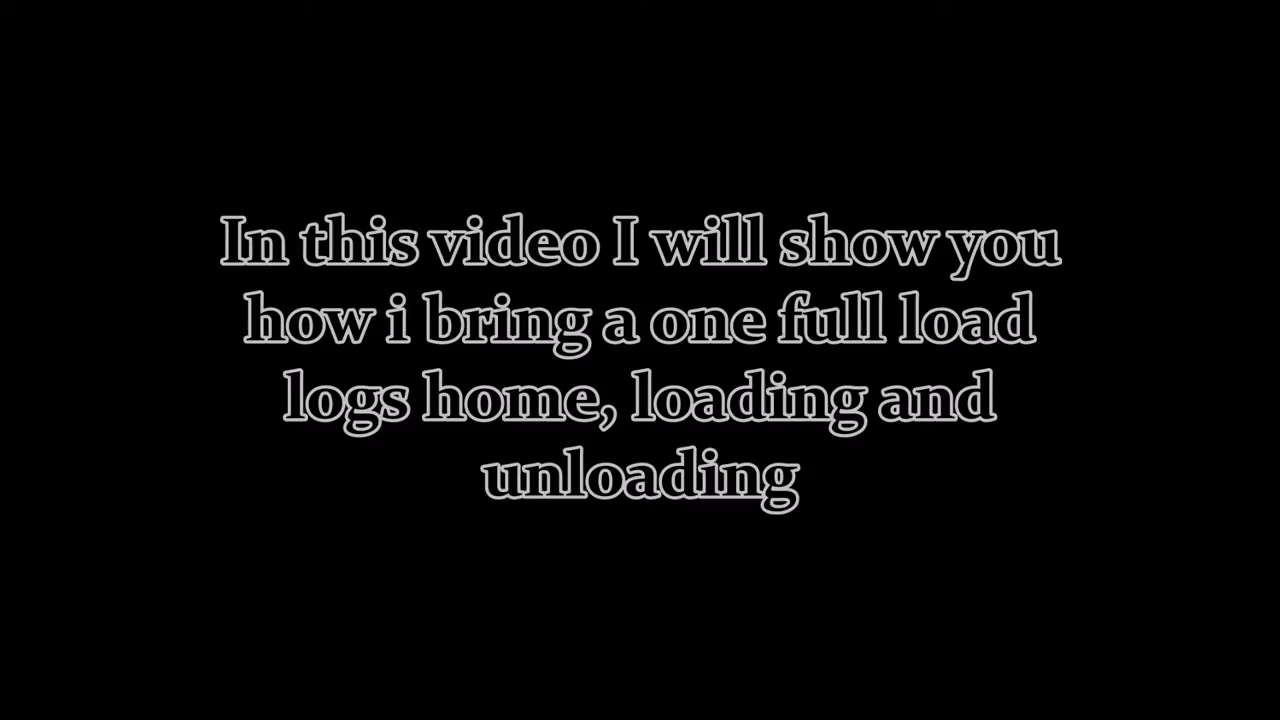 In this video I will show you
how i bring a one full load
logs home, loading and
unloading